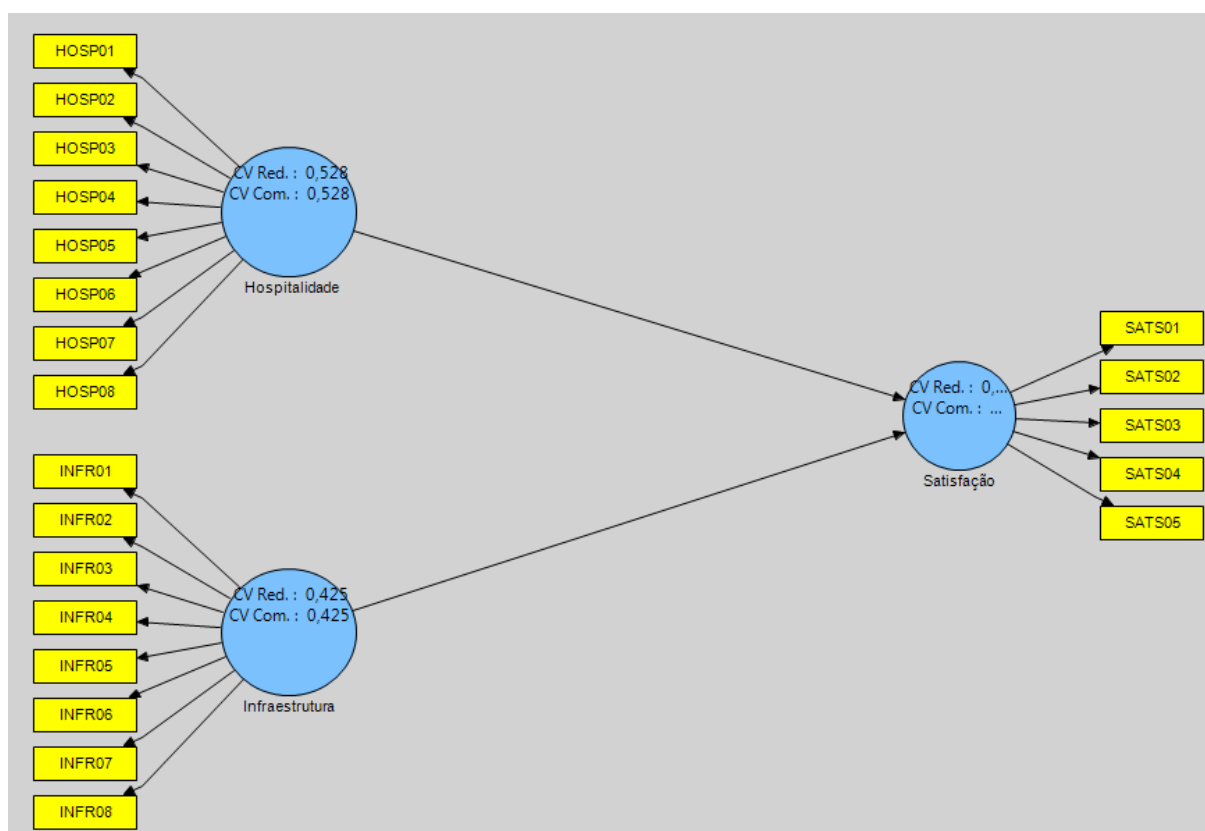 HOSP01
HOSP02
HOSP03
HOSP04
HOSP05
HOSP06
HOSP07
HOSP08
CV Red. : 0,528
CV Com. : 0,528
Hospitalidade
INFR01
INFR02
INFR03
INFR04
INFR05
INFR06
INFR07
INFR08
CV Red. : 0,425
CV Com. : 0,425
Infraestrutura
CV Red. : 0,...
CV Com. : ...
Satisfação
SATS01
SATS02
SATS03
SATS04
SATS05